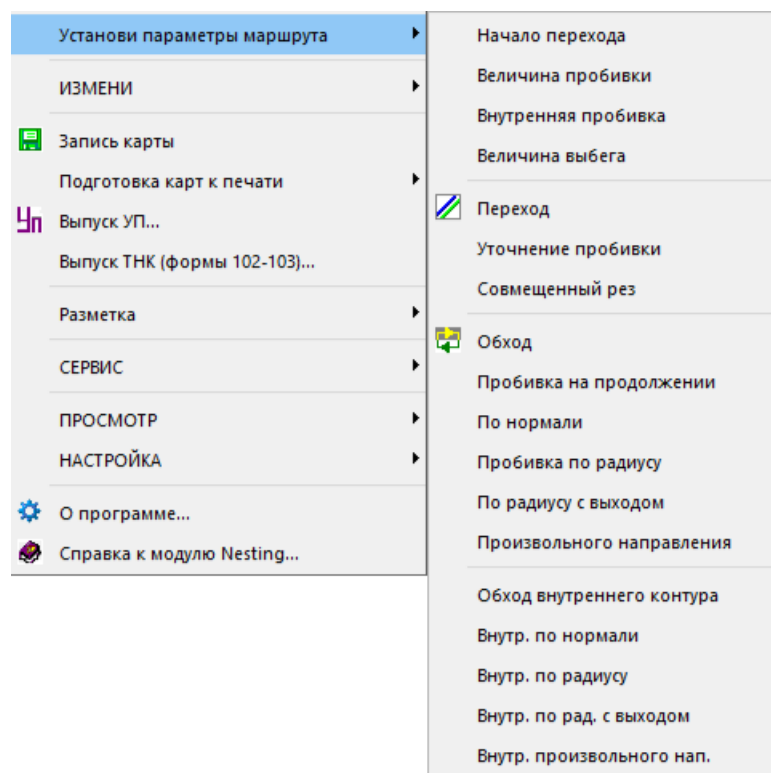 Установи параметры маршрута
ИЗМЕНИ
Запись карты
Подготовка карт к печати
Уп Выпуск УП...
Выпуск ТНК (формы 102-103)...
Разметка
СЕРВИС
ПРОСМОТР
НАСТРОЙКА
О программе...
Справка к модулю Nesting...
Начало перехода
Величина пробивки
Внутренняя пробивка
Величина выбега
Переход
Уточнение пробивки
Совмещенный рез
Обход
Пробивка на продолжении
По нормали
Пробивка по радиусу
По радиусу с выходом
Произвольного направления
Обход внутреннего контура
Внутр. по нормали
Внутр. по радиусу
Внутр. по рад. с выходом
Внутр. произвольного нап.